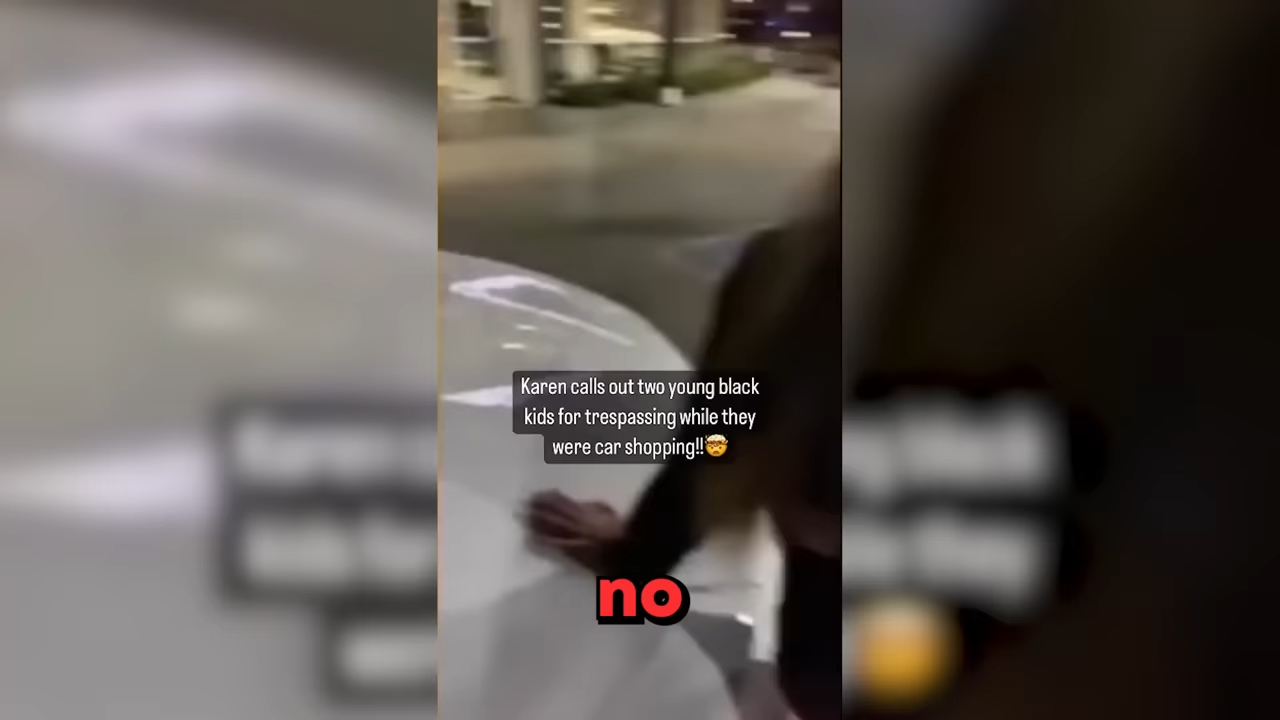 Karen calls out two young black
kids for trespassing while they
were car shopping!!🤯
no